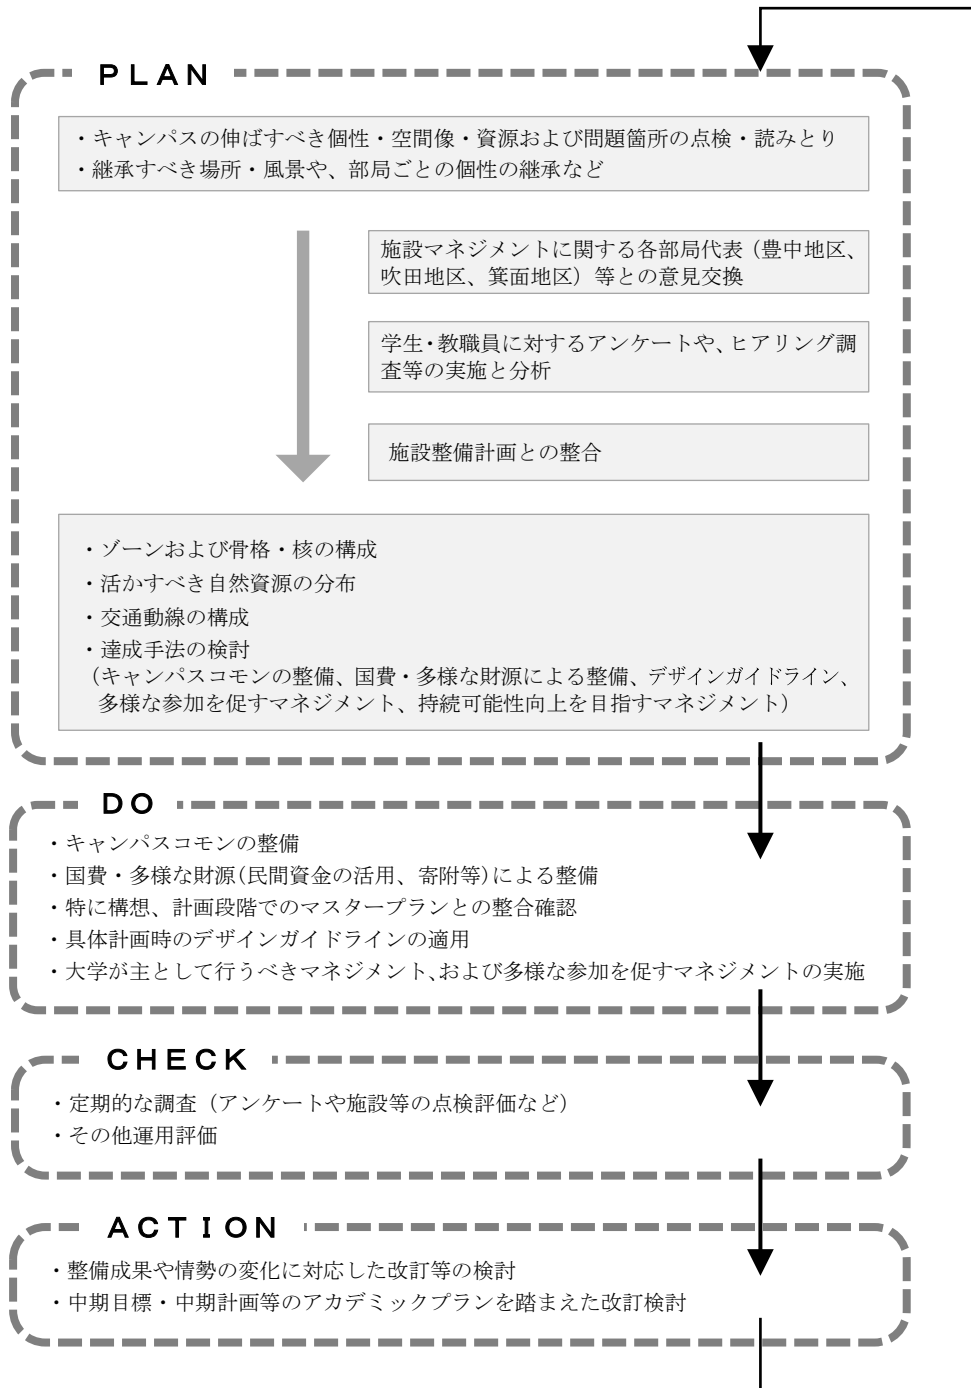 PLAN
・キャンパスの伸ばすべき個性・空間像・資源および問題箇所の点検・読みとり
・継承すべき場所・風景や、部局ごとの個性の継承など
施設マネジメントに関する各部局代表（豊中地区、
吹田地区、箕面地区）等との意見交換
学生・教職員に対するアンケートや、ヒアリング調
査等の実施と分析
施設整備計画との整合
・ゾーンおよび骨格・核の構成
・活かすべき自然資源の分布
・交通動線の構成
・達成手法の検討
（キャンパスコモンの整備、国費・多様な財源による整備、デザインガイドライン、
多様な参加を促すマネジメント、持続可能性向上を目指すマネジメント）
DO
・キャンパスコモンの整備
・国費・多様な財源(民間資金の活用、寄附等)による整備
・特に構想、計画段階でのマスタープランとの整合確認
・具体計画時のデザインガイドラインの適用
・大学が主として行うべきマネジメント、および多様な参加を促すマネジメントの実施
CHECK
・定期的な調査（アンケートや施設等の点検評価など）
・その他運用評価
ACTION
・整備成果や情勢の変化に対応した改訂等の検討
・中期目標・中期計画等のアカデミックプランを踏まえた改訂検討